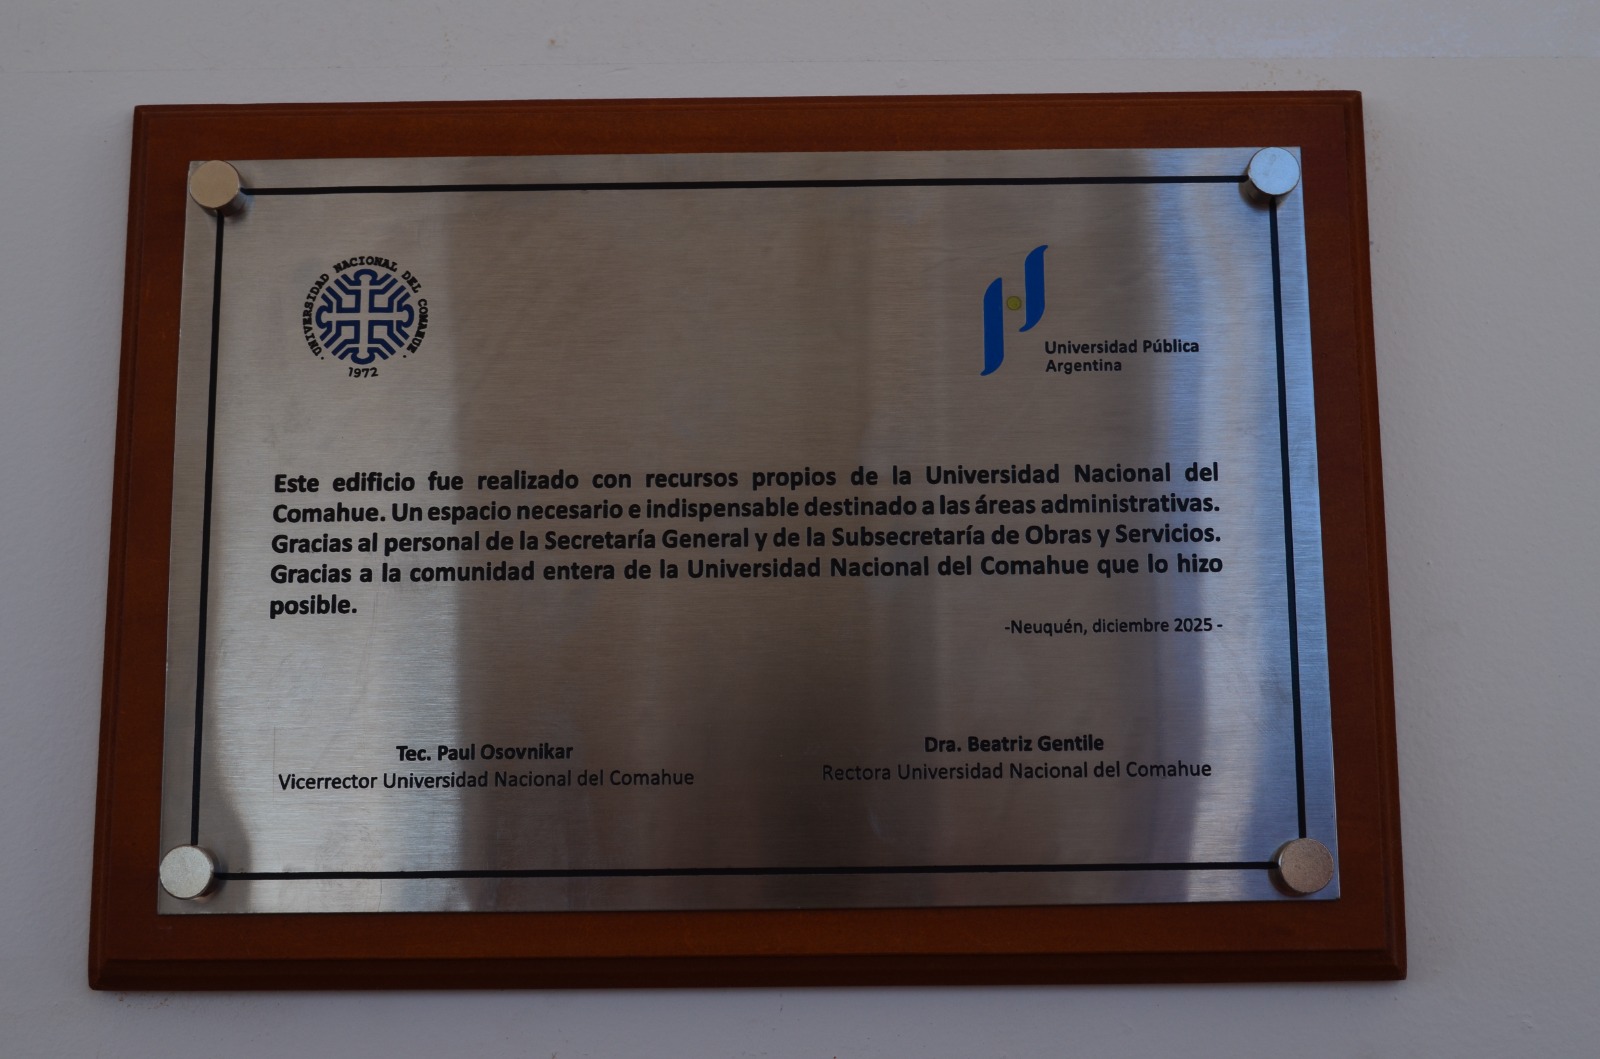 UNIVERSIDAD NACIONAL DEL COMAHUE
1972
Universidad Pública
Argentina
Este edificio fue realizado con recursos propios de la Universidad Nacional del
Comahue. Un espacio necesario e indispensable destinado a las áreas administrativas.
Gracias al personal de la Secretaría General y de la Subsecretaría de Obras y Servicios.
Gracias a la comunidad entera de la Universidad Nacional del Comahue que lo hizo
posible.
-Neuquén, diciembre 2025 -
Tec. Paul Osovnikar
Vicerrector Universidad Nacional del Comahue
Dra. Beatriz Gentile
Rectora Universidad Nacional del Comahue